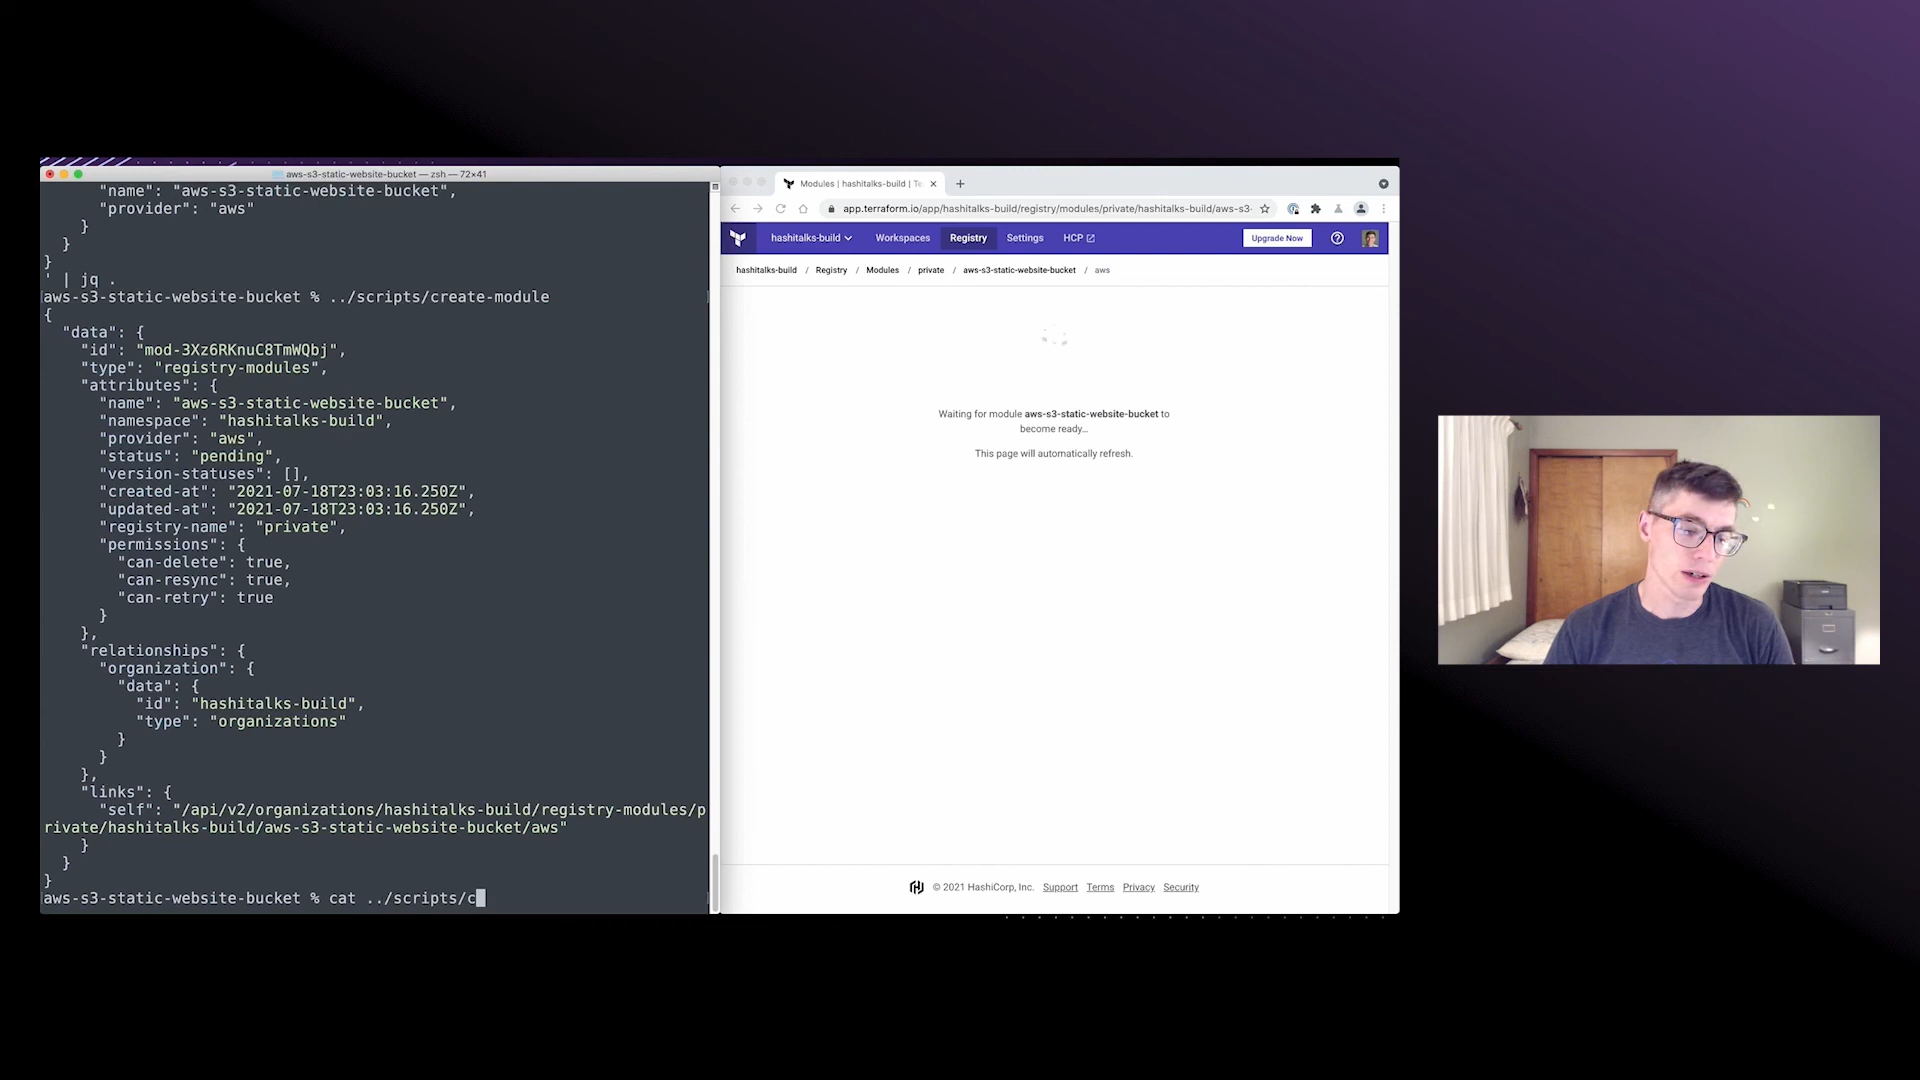 aws-s3-static-website-bucket — zsh — 72×41
"name": "aws-s3-static-website-bucket",
"provider": "aws"
}
}
}
' | jq .
aws-s3-static-website-bucket % ../scripts/create-module
{
"data": {
"id": "mod-3Xz6RKnuC8TmWQbj",
"type": "registry-modules",
"attributes": {
"name": "aws-s3-static-website-bucket",
"namespace": "hashitalks-build",
"provider": "aws",
"status": "pending",
"version-statuses": [],
"created-at": "2021-07-18T23:03:16.250Z",
"updated-at": "2021-07-18T23:03:16.250Z",
"registry-name": "private",
"permissions": {
"can-delete": true,
"can-resync": true,
"can-retry": true
}
},
"relationships": {
"organization": {
"data": {
"id": "hashitalks-build",
"type": "organizations"
}
}
},
"links": {
"self": "/api/v2/organizations/hashitalks-build/registry-modules/p
rivate/hashitalks-build/aws-s3-static-website-bucket/aws"
}
}
}
aws-s3-static-website-bucket % cat ../scripts/c
Modules | hashitalks-build | Te
app.terraform.io/app/hashitalks-build/registry/modules/private/hashitalks-build/aws-s3-
hashitalks-build Workspaces Registry Settings HCP Upgrade Now
hashitalks-build / Registry / Modules / private / aws-s3-static-website-bucket / aws
Waiting for module aws-s3-static-website-bucket to
become ready...
This page will automatically refresh.
© 2021 HashiCorp, Inc. Support Terms Privacy Security